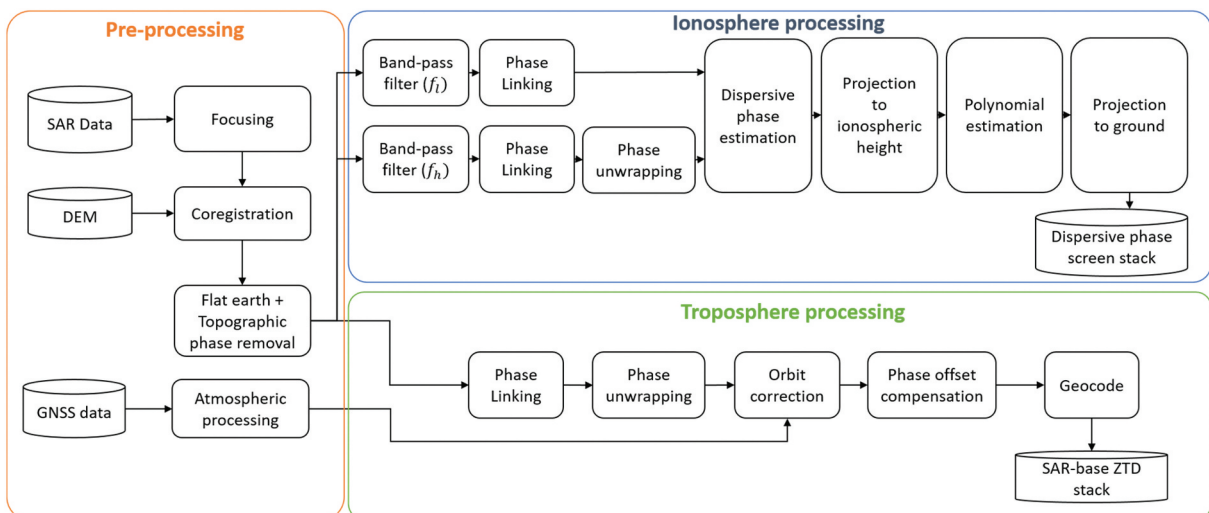 Pre-processing
SAR Data
Focusing
DEM
Coregistration
Flat earth +
Topographic
phase removal
GNSS data
Atmospheric
processing
Ionosphere processing
Band-pass
filter (f_l)
Phase
Linking
Band-pass
filter (f_h)
Phase
Linking
Phase
unwrapping
Dispersive
phase
estimation
Projection
to
ionospheric
height
Polynomial
estimation
Projection
to ground
Dispersive phase
screen stack
Troposphere processing
Phase
Linking
Phase
unwrapping
Orbit
correction
Phase offset
compensation
Geocode
SAR-base ZTD
stack